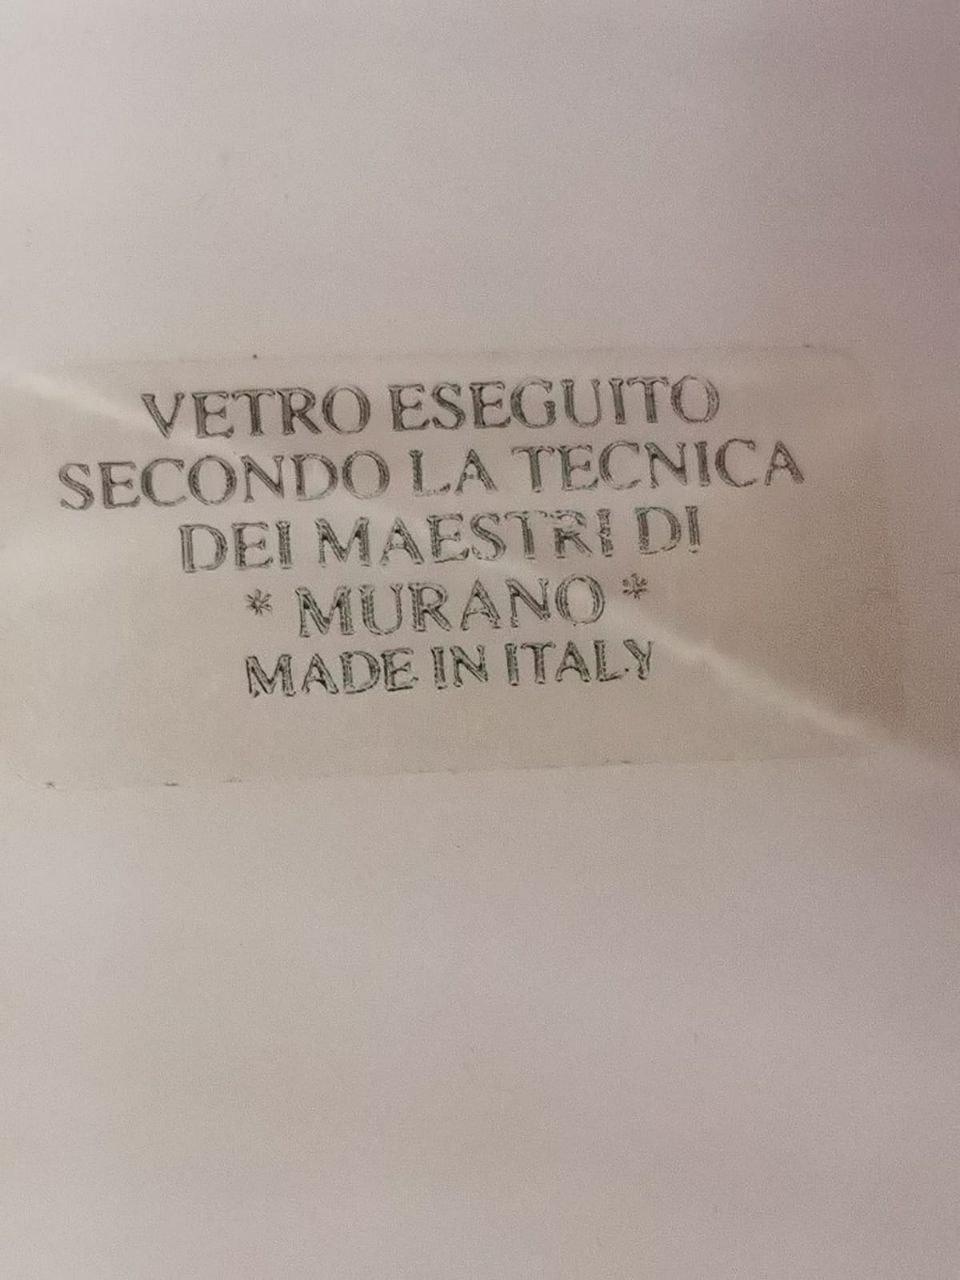 VETRO ESEGUITO
SECONDO LA TECNICA
DEI MAESTRI DI
* MURANO *
MADE IN ITALY